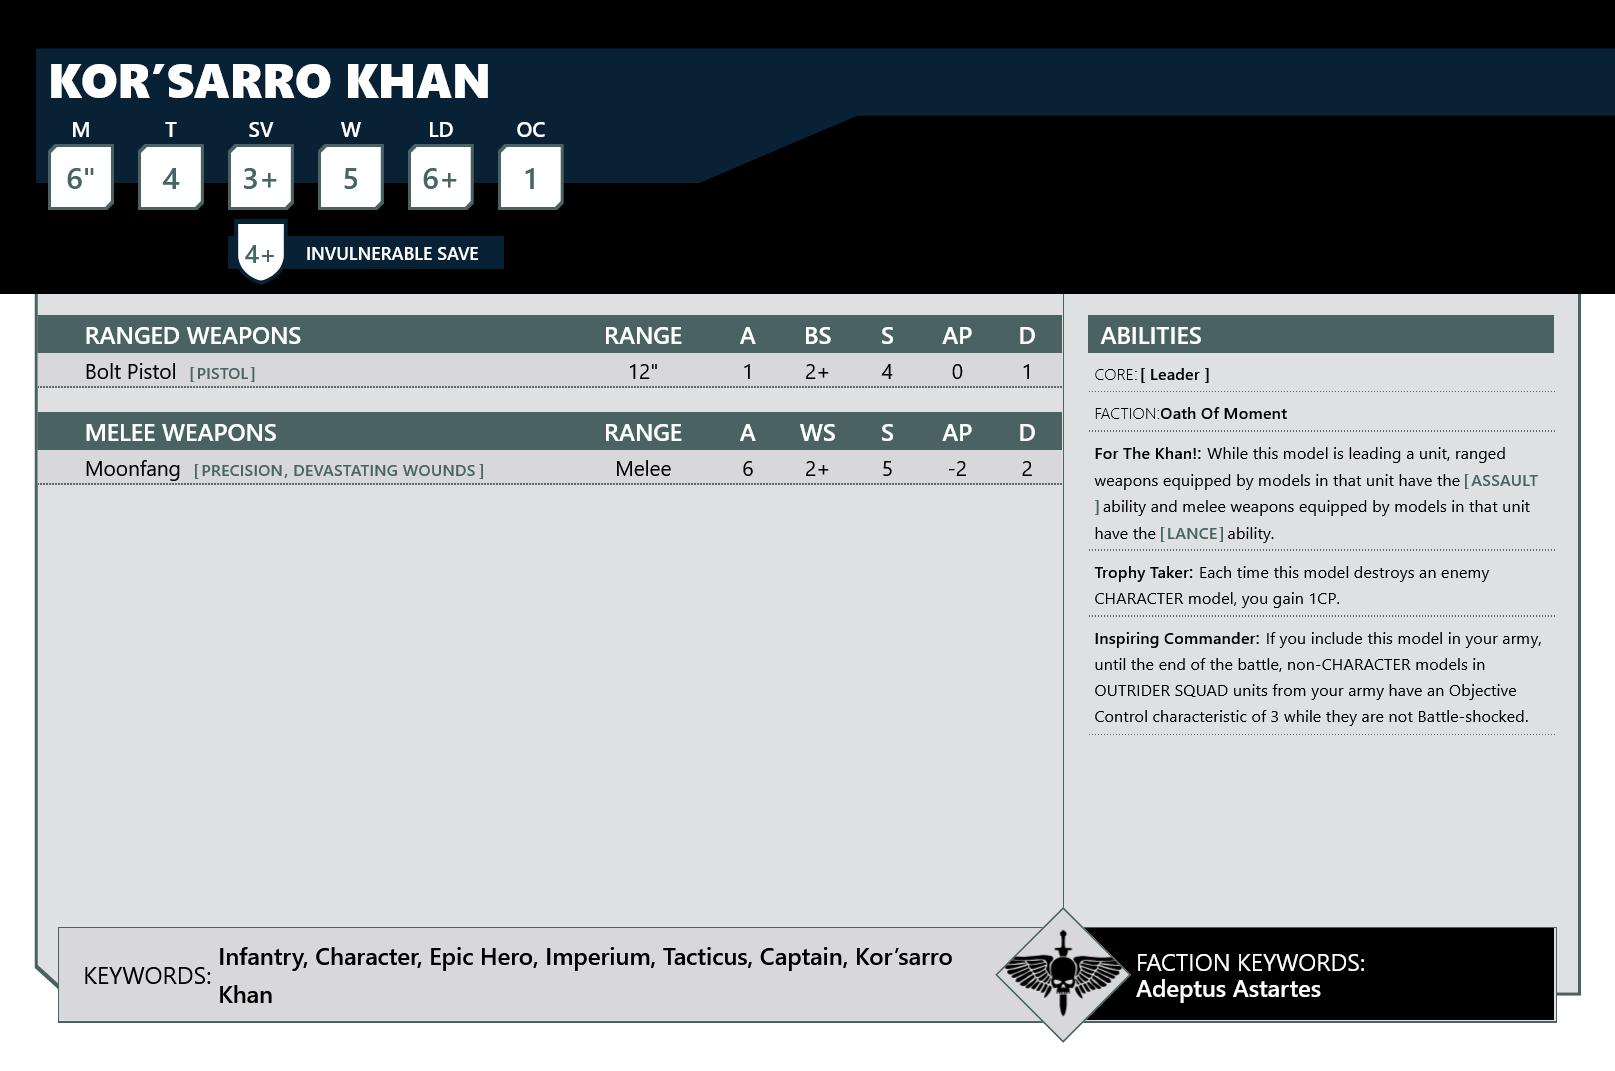 KOR’SARRO KHAN
M T SV W LD OC
6" 4 3+ 5 6+ 1
4+ INVULNERABLE SAVE
RANGED WEAPONS RANGE A BS S AP D
Bolt Pistol [PISTOL] 12" 1 2+ 4 0 1
MELEE WEAPONS RANGE A WS S AP D
Moonfang [PRECISION, DEVASTATING WOUNDS ] Melee 6 2+ 5 -2 2
ABILITIES
CORE: [ Leader ]
FACTION:Oath Of Moment
For The Khan!: While this model is leading a unit, ranged
weapons equipped by models in that unit have the [ASSAULT
] ability and melee weapons equipped by models in that unit
have the [LANCE] ability.
Trophy Taker: Each time this model destroys an enemy
CHARACTER model, you gain 1CP.
Inspiring Commander: If you include this model in your army,
until the end of the battle, non-CHARACTER models in
OUTRIDER SQUAD units from your army have an Objective
Control characteristic of 3 while they are not Battle-shocked.
KEYWORDS: Infantry, Character, Epic Hero, Imperium, Tacticus, Captain, Kor’sarro
Khan
FACTION KEYWORDS:
Adeptus Astartes